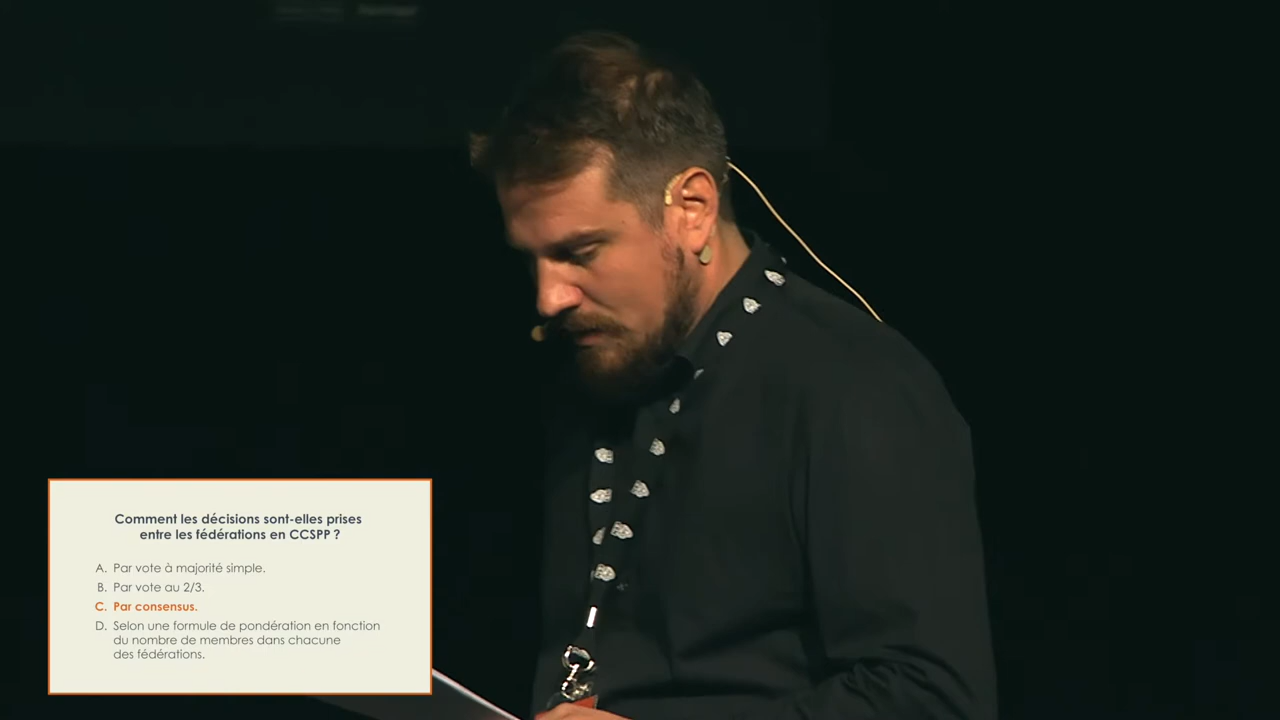 Comment les décisions sont-elles prises
entre les fédérations en CCSPP ?
A. Par vote à majorité simple.
B. Par vote au 2/3.
C. Par consensus.
D. Selon une formule de pondération en fonction
du nombre de membres dans chacune
des fédérations.